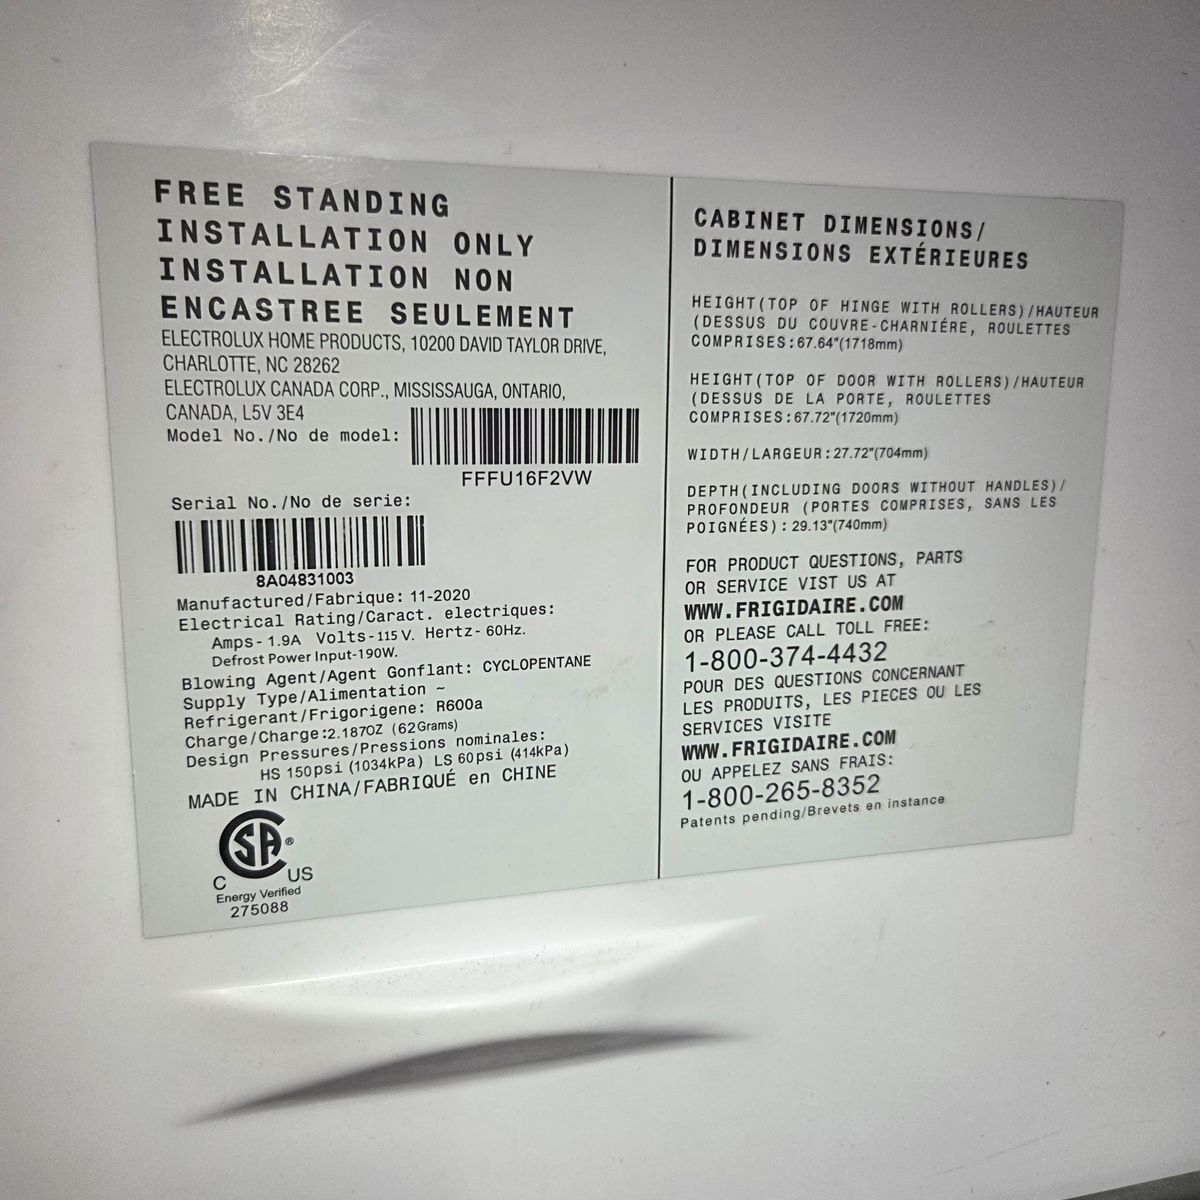 FREE STANDING
INSTALLATION ONLY
INSTALLATION NON
ENCASTREE SEULEMENT
ELECTROLUX HOME PRODUCTS, 10200 DAVID TAYLOR DRIVE,
CHARLOTTE, NC 28262
ELECTROLUX CANADA CORP., MISSISSAUGA, ONTARIO,
CANADA, L5V 3E4
Model No./No de model:
FFFU16F2VW
Serial No./No de serie:
8A04831003
Manufactured/Fabrique: 11-2020
Electrical Rating/Caract. electriques:
Amps- 1.9A Volts-115 V. Hertz- 60Hz.
Defrost Power Input-190W.
Blowing Agent/Agent Gonflant: CYCLOPENTANE
Supply Type/Alimentation ~
Refrigerant/Frigorigene: R600a
Charge/Charge:2.187OZ (62Grams)
Design Pressures/Pressions nominales:
HS 150psi (1034kPa) LS 60psi (414kPa)
MADE IN CHINA/FABRIQUÉ en CHINE
CSA®
C US
Energy Verified
275088
CABINET DIMENSIONS/
DIMENSIONS EXTÉRIEURES
HEIGHT(TOP OF HINGE WITH ROLLERS)/HAUTEUR
(DESSUS DU COUVRE-CHARNIÉRE, ROULETTES
COMPRISES:67.64"(1718mm)
HEIGHT(TOP OF DOOR WITH ROLLERS)/HAUTEUR
(DESSUS DE LA PORTE, ROULETTES
COMPRISES:67.72"(1720mm)
WIDTH/LARGEUR:27.72"(704mm)
DEPTH(INCLUDING DOORS WITHOUT HANDLES)/
PROFONDEUR (PORTES COMPRISES, SANS LES
POIGNÉES):29.13"(740mm)
FOR PRODUCT QUESTIONS, PARTS
OR SERVICE VIST US AT
WWW.FRIGIDAIRE.COM
OR PLEASE CALL TOLL FREE:
1-800-374-4432
POUR DES QUESTIONS CONCERNANT
LES PRODUITS, LES PIECES OU LES
SERVICES VISITE
WWW.FRIGIDAIRE.COM
OU APPELEZ SANS FRAIS:
1-800-265-8352
Patents pending/Brevets en instance